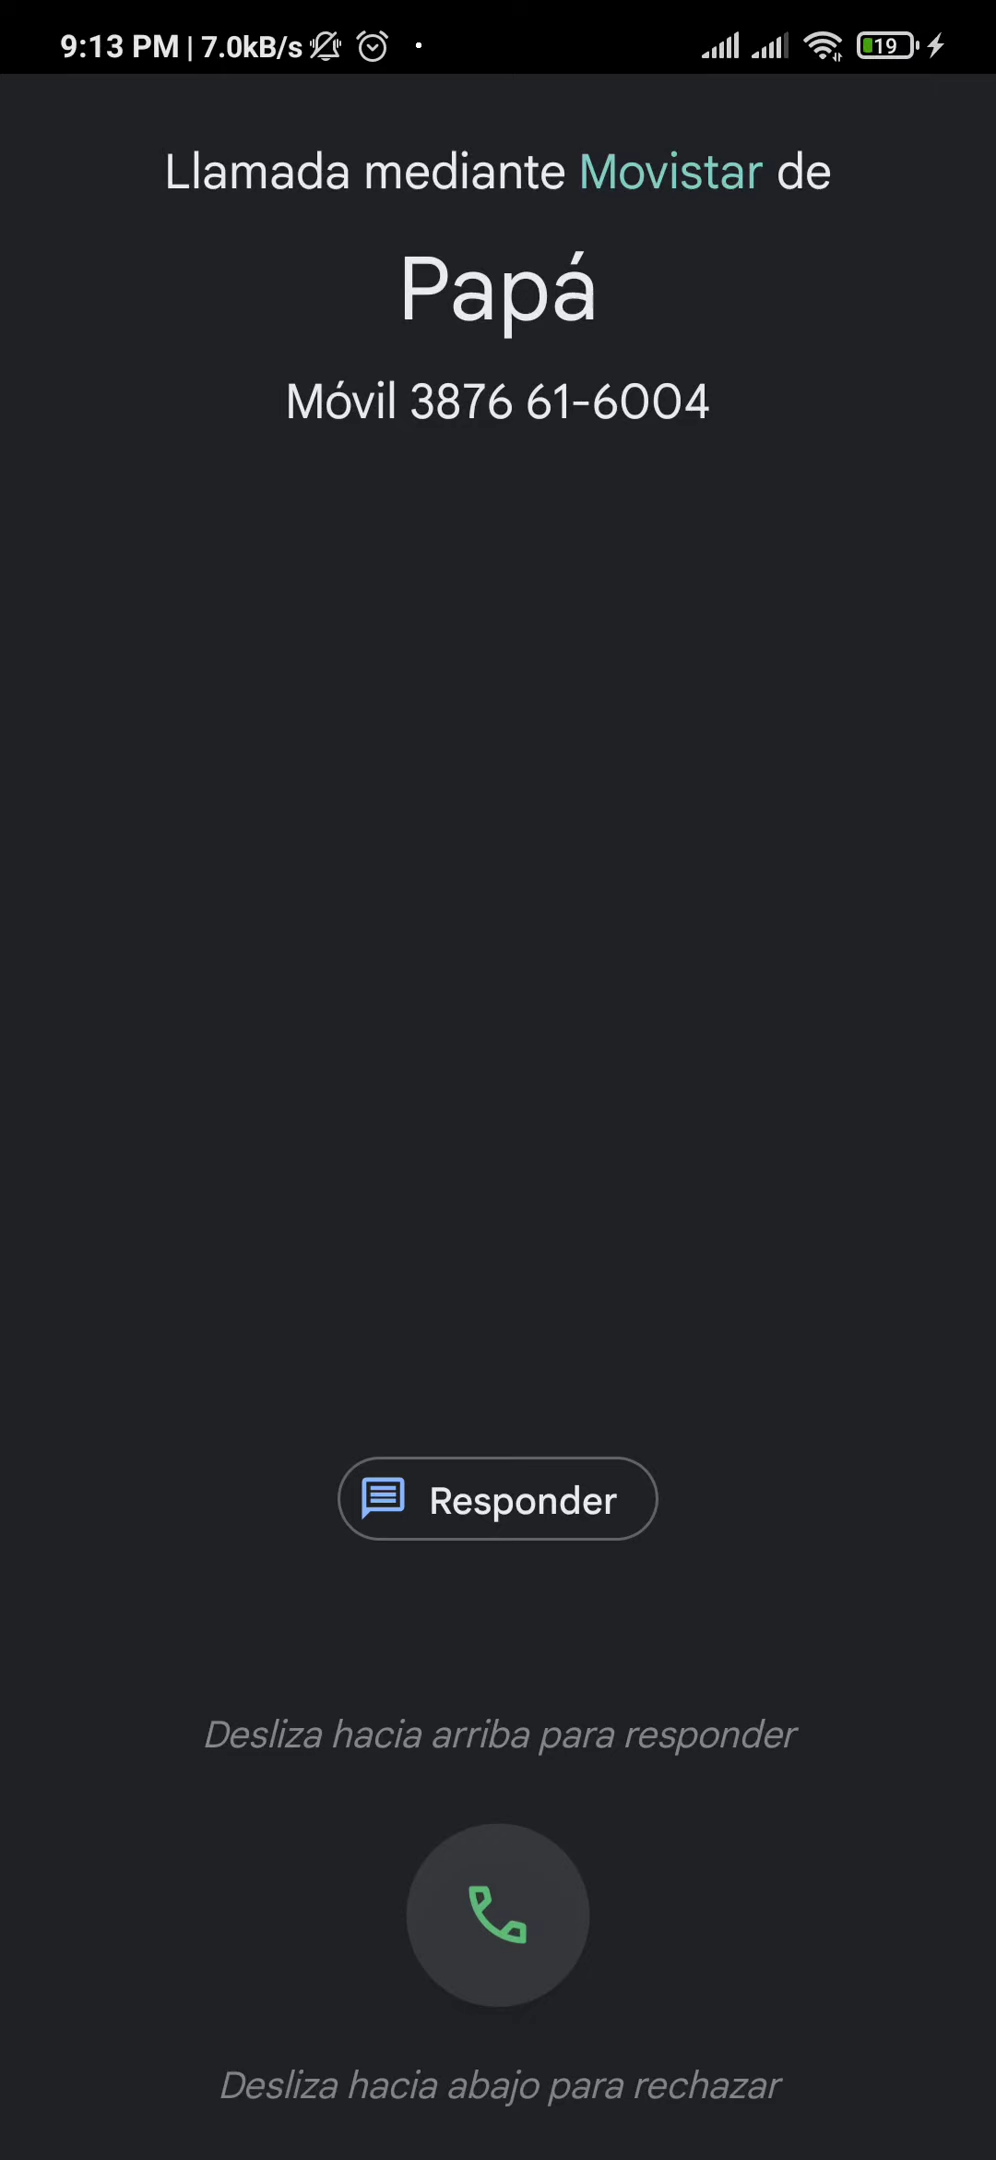 9:13 PM | 7.0kB/s 19
Llamada mediante Movistar de
Papá
Móvil 3876 61-6004
Responder
Desliza hacia arriba para responder
Desliza hacia abajo para rechazar